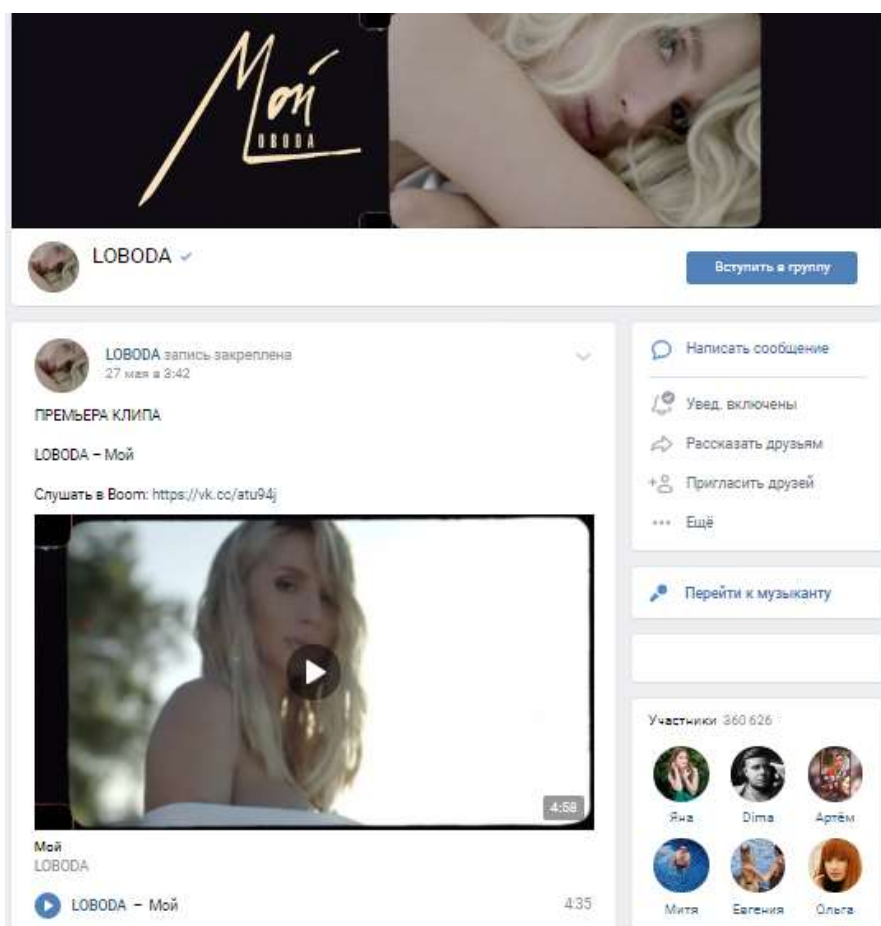 Мой
LOBODA
LOBODA
Вступить в группу
LOBODA запись закреплена
27 мая в 3:42
ПРЕМЬЕРА КЛИПА
LOBODA – Мой
Слушать в Boom: https://vk.cc/atu94j
4:58
Мой
LOBODA
LOBODA – Мой
4:35
Написать сообщение
Увед. включены
Рассказать друзьям
Пригласить друзей
Ещё
Перейти к музыканту
Участники 360 626
Яна
Dima
Артём
Митя
Евгения
Ольга